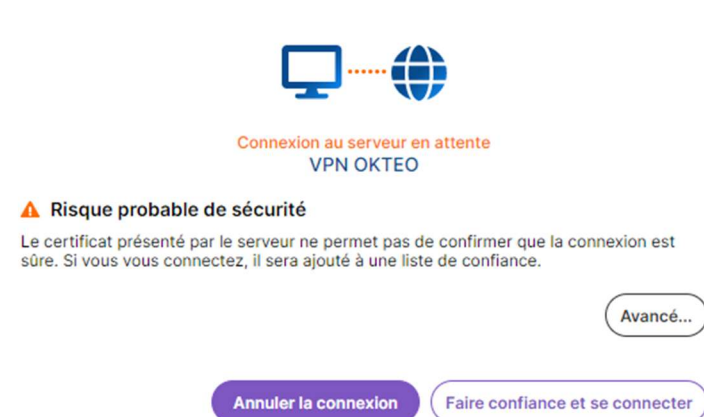 Connexion au serveur en attente
VPN OKTEO
Risque probable de sécurité
Le certificat présenté par le serveur ne permet pas de confirmer que la connexion est
sûre. Si vous vous connectez, il sera ajouté à une liste de confiance.
Avancé...
Annuler la connexion
Faire confiance et se connecter